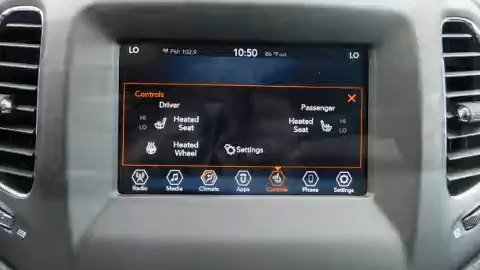 LO FM: 102.9 10:50 86 °F out LO
Controls
Driver Passenger
HI Heated Seat Heated Seat HI
LO LO
Heated Wheel Settings
Radio Media Climate Apps Controls Phone Settings